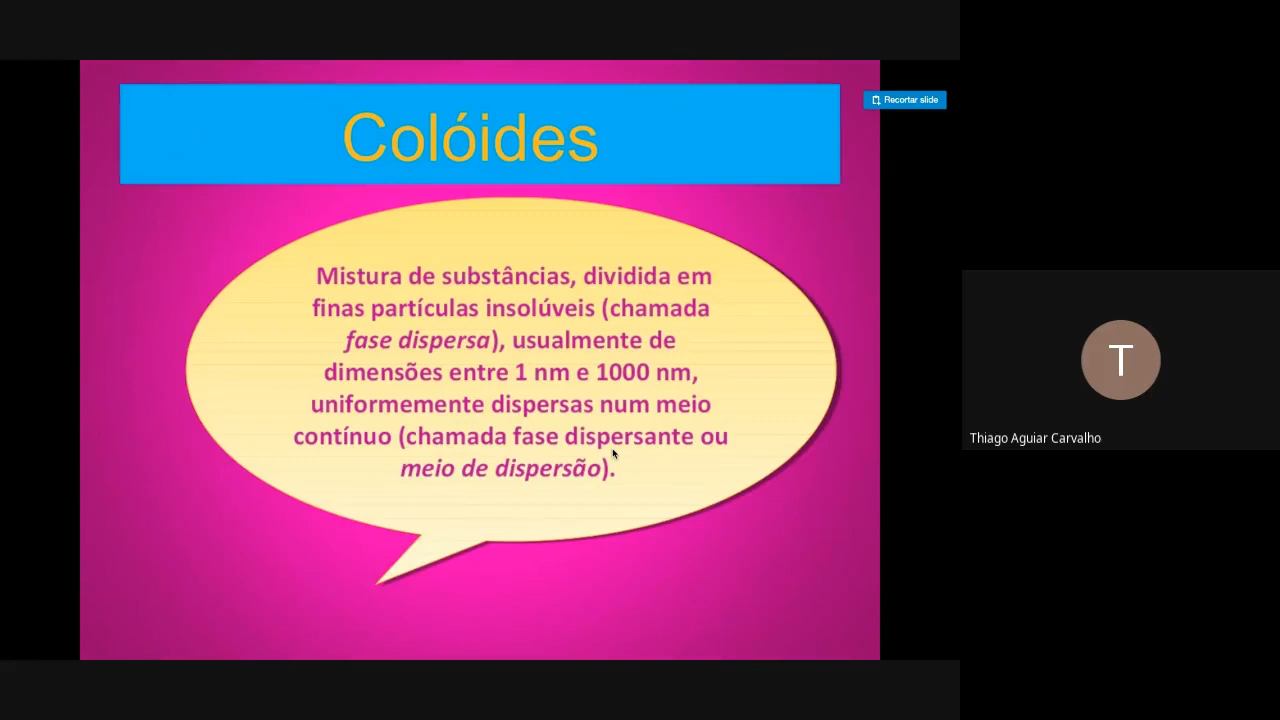 Colóides
Recortar slide
Mistura de substâncias, dividida em
finas partículas insolúveis (chamada
fase dispersa), usualmente de
dimensões entre 1 nm e 1000 nm,
uniformemente dispersas num meio
contínuo (chamada fase dispersante ou
meio de dispersão).
T
Thiago Aguiar Carvalho